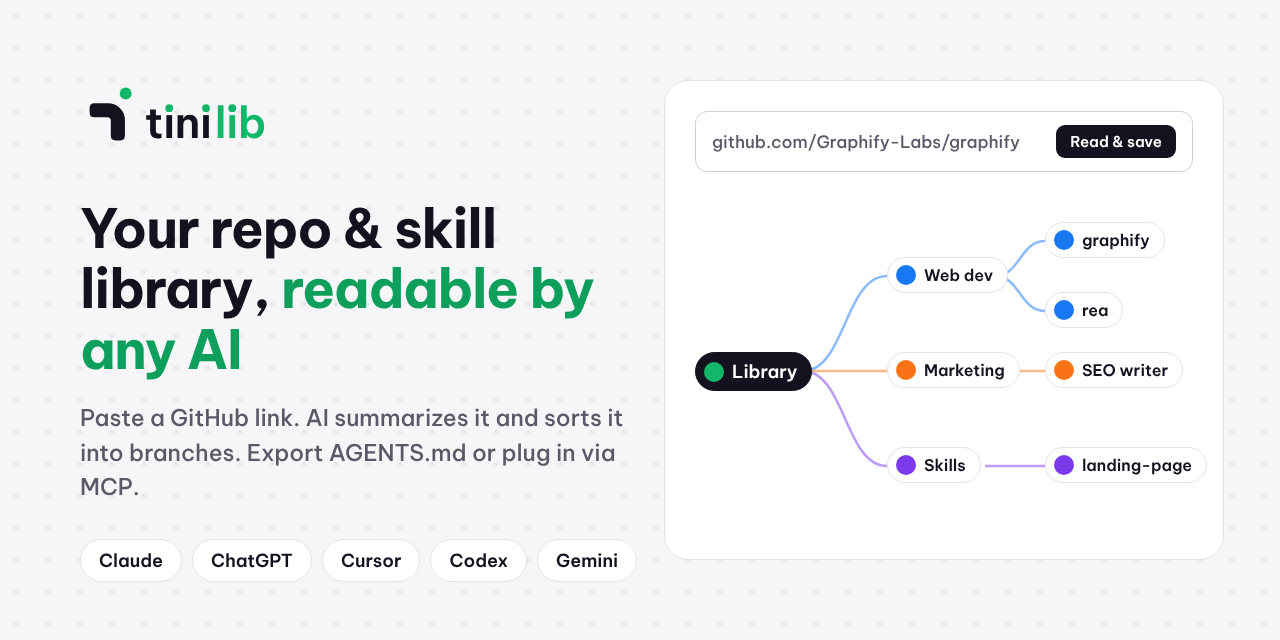 tinilib
Your repo & skill
library, readable by
any AI
Paste a GitHub link. AI summarizes it and sorts it
into branches. Export AGENTS.md or plug in via
MCP.
Claude
ChatGPT
Cursor
Codex
Gemini
github.com/Graphify-Labs/graphify
Read & save
Library
Web dev
graphify
rea
Marketing
SEO writer
Skills
landing-page